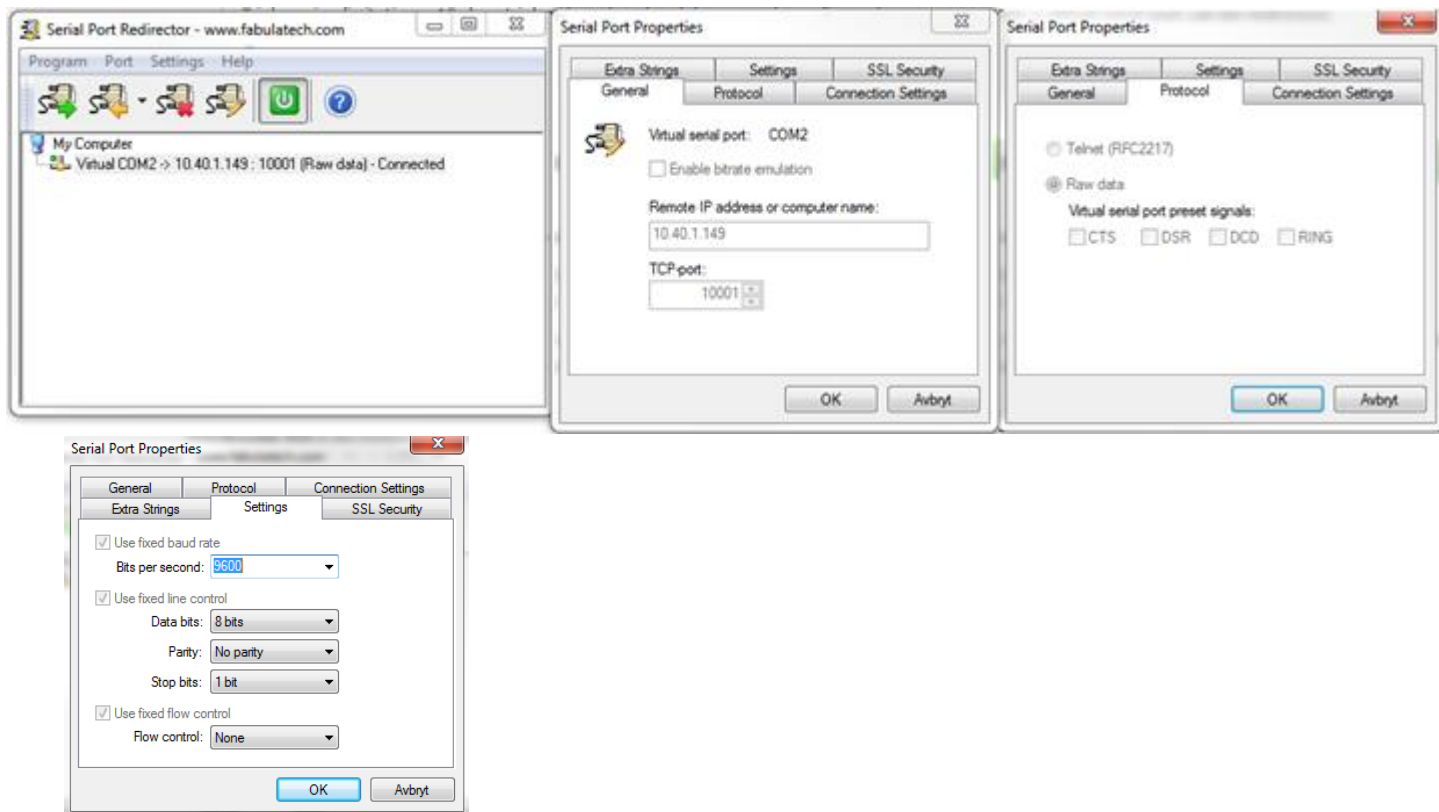 Serial Port Redirector - www.fabulatech.com
Program Port Settings Help
My Computer
Virtual COM2 -> 10.40.1.149 : 10001 (Raw data) - Connected
Serial Port Properties
Extra Strings Settings SSL Security
General Protocol Connection Settings
Virtual serial port: COM2
Enable bitrate emulation
Remote IP address or computer name:
10.40.1.149
TCP-port:
10001
OK Avbryt
Serial Port Properties
Extra Strings Settings SSL Security
General Protocol Connection Settings
Telnet (RFC2217)
Raw data
Virtual serial port preset signals:
CTS DSR DCD RING
OK Avbryt
Serial Port Properties
General Protocol Connection Settings
Extra Strings Settings SSL Security
Use fixed baud rate
Bits per second: 9600
Use fixed line control
Data bits: 8 bits
Parity: No parity
Stop bits: 1 bit
Use fixed flow control
Flow control: None
OK Avbryt